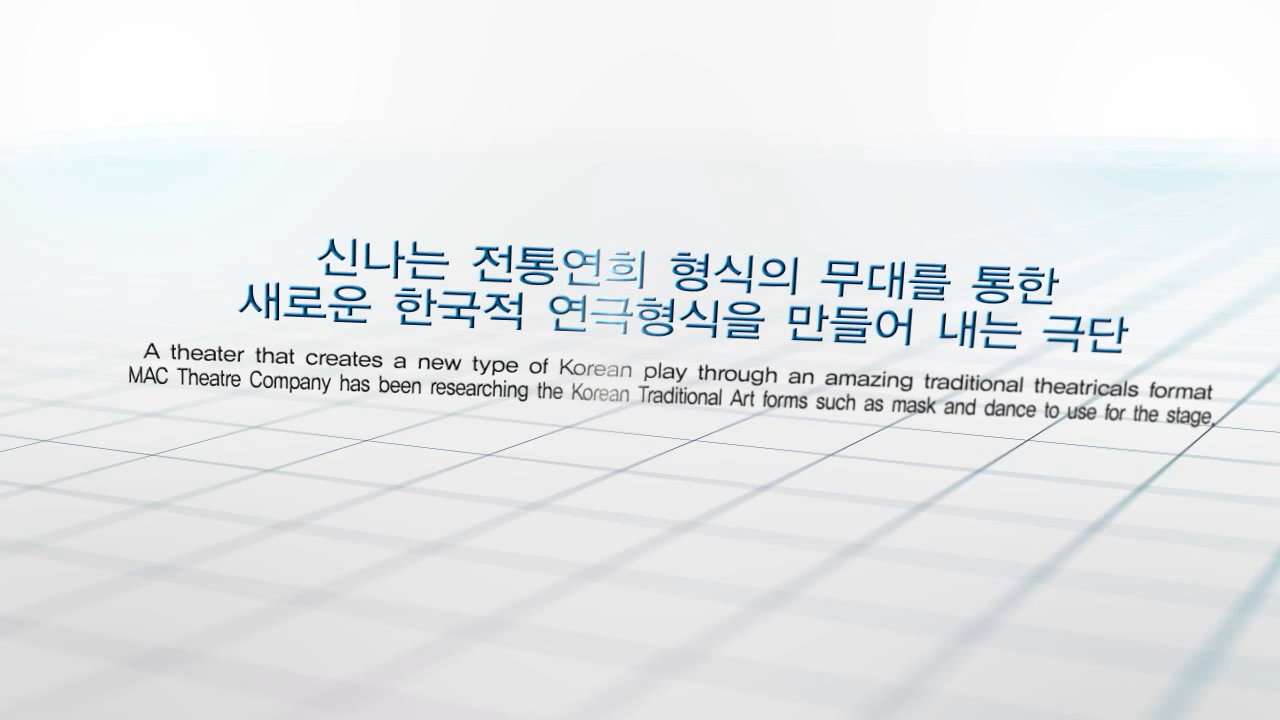 신나는 전통연희 형식의 무대를 통한
새로운 한국적 연극형식을 만들어 내는 극단
A theater that creates a new type of Korean play through an amazing traditional theatricals format
MAC Theatre Company has been researching the Korean Traditional Art forms such as mask and dance to use for the stage.